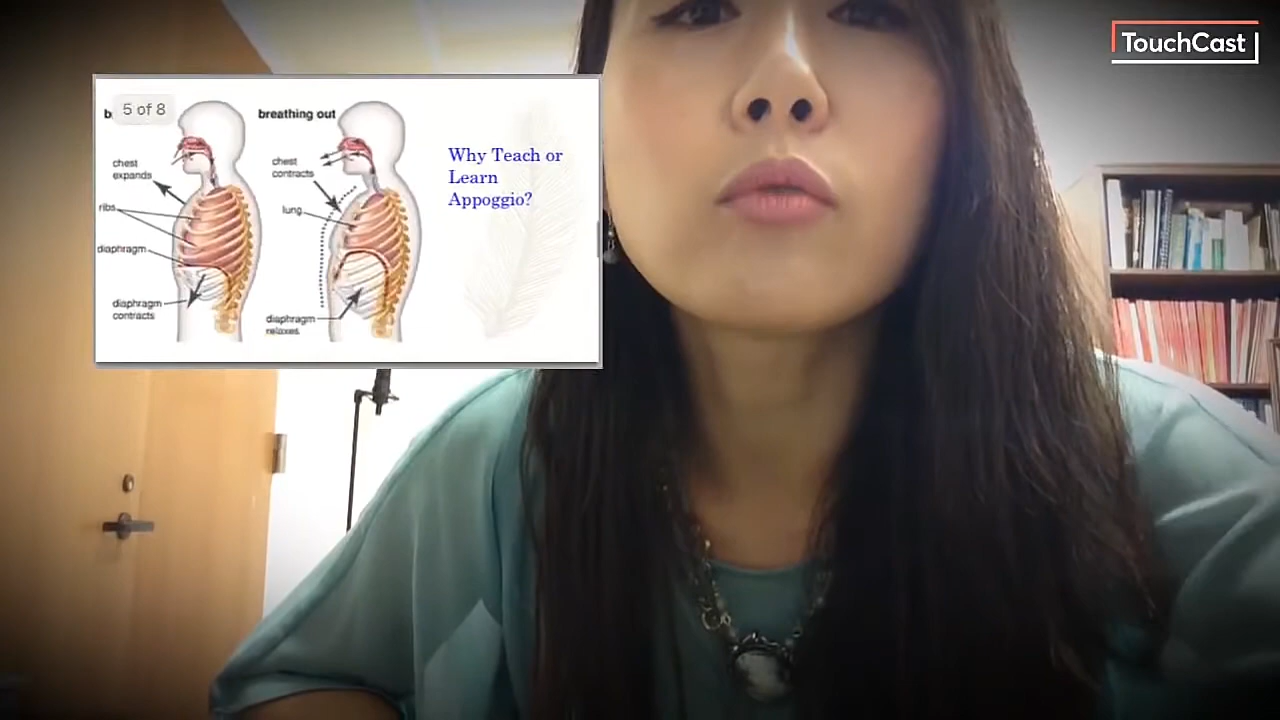 TouchCast
5 of 8
breathing out
chest
expands
ribs
diaphragm
diaphragm
contracts
chest
contracts
lung
diaphragm
relaxes
Why Teach or
Learn
Appoggio?